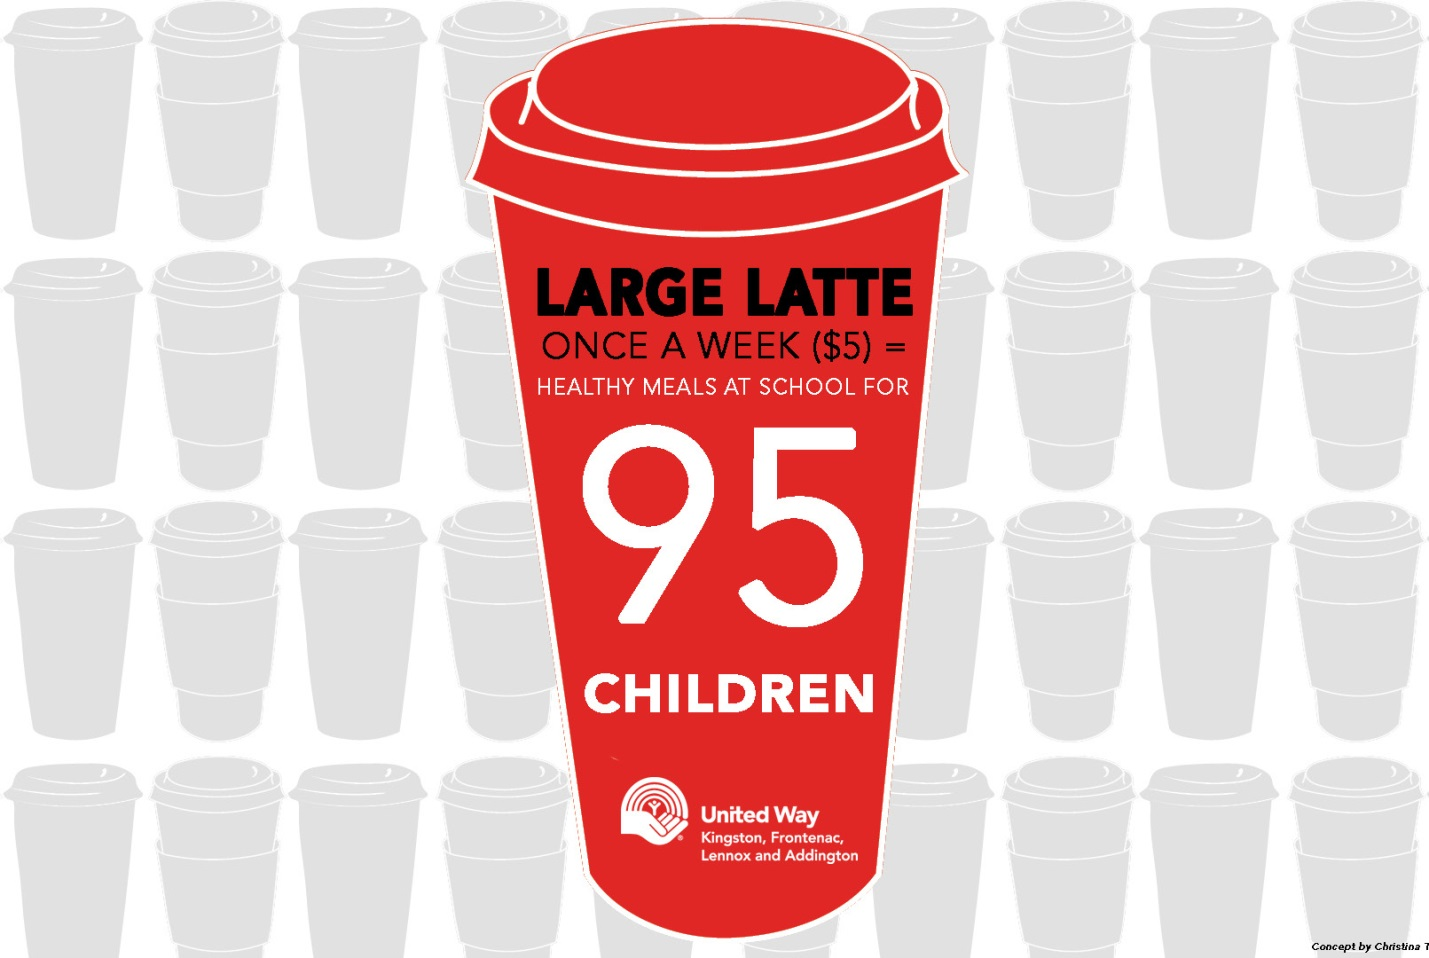 LARGE LATTE
ONCE A WEEK ($5) =
HEALTHY MEALS AT SCHOOL FOR
95
CHILDREN
United Way
Kingston, Frontenac,
Lennox and Addington
Concept by Christina T